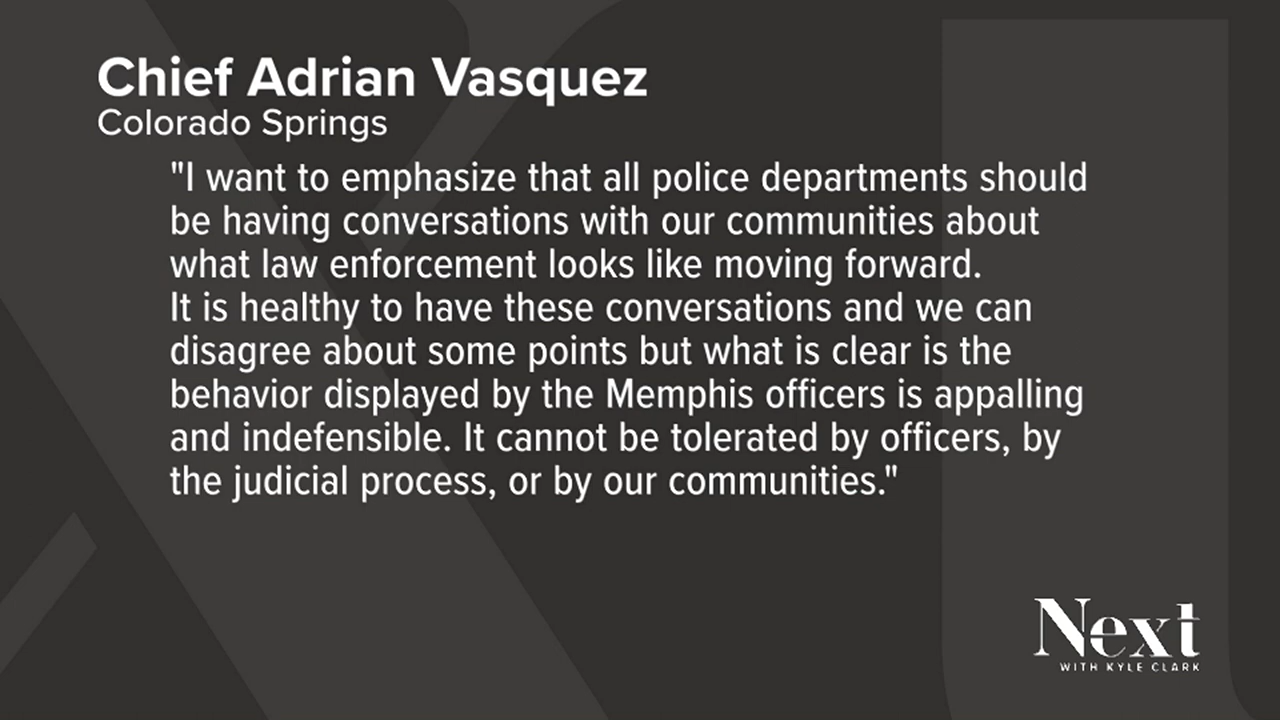 Chief Adrian Vasquez
Colorado Springs
"I want to emphasize that all police departments should
be having conversations with our communities about
what law enforcement looks like moving forward.
It is healthy to have these conversations and we can
disagree about some points but what is clear is the
behavior displayed by the Memphis officers is appalling
and indefensible. It cannot be tolerated by officers, by
the judicial process, or by our communities."
Next
WITH KYLE CLARK